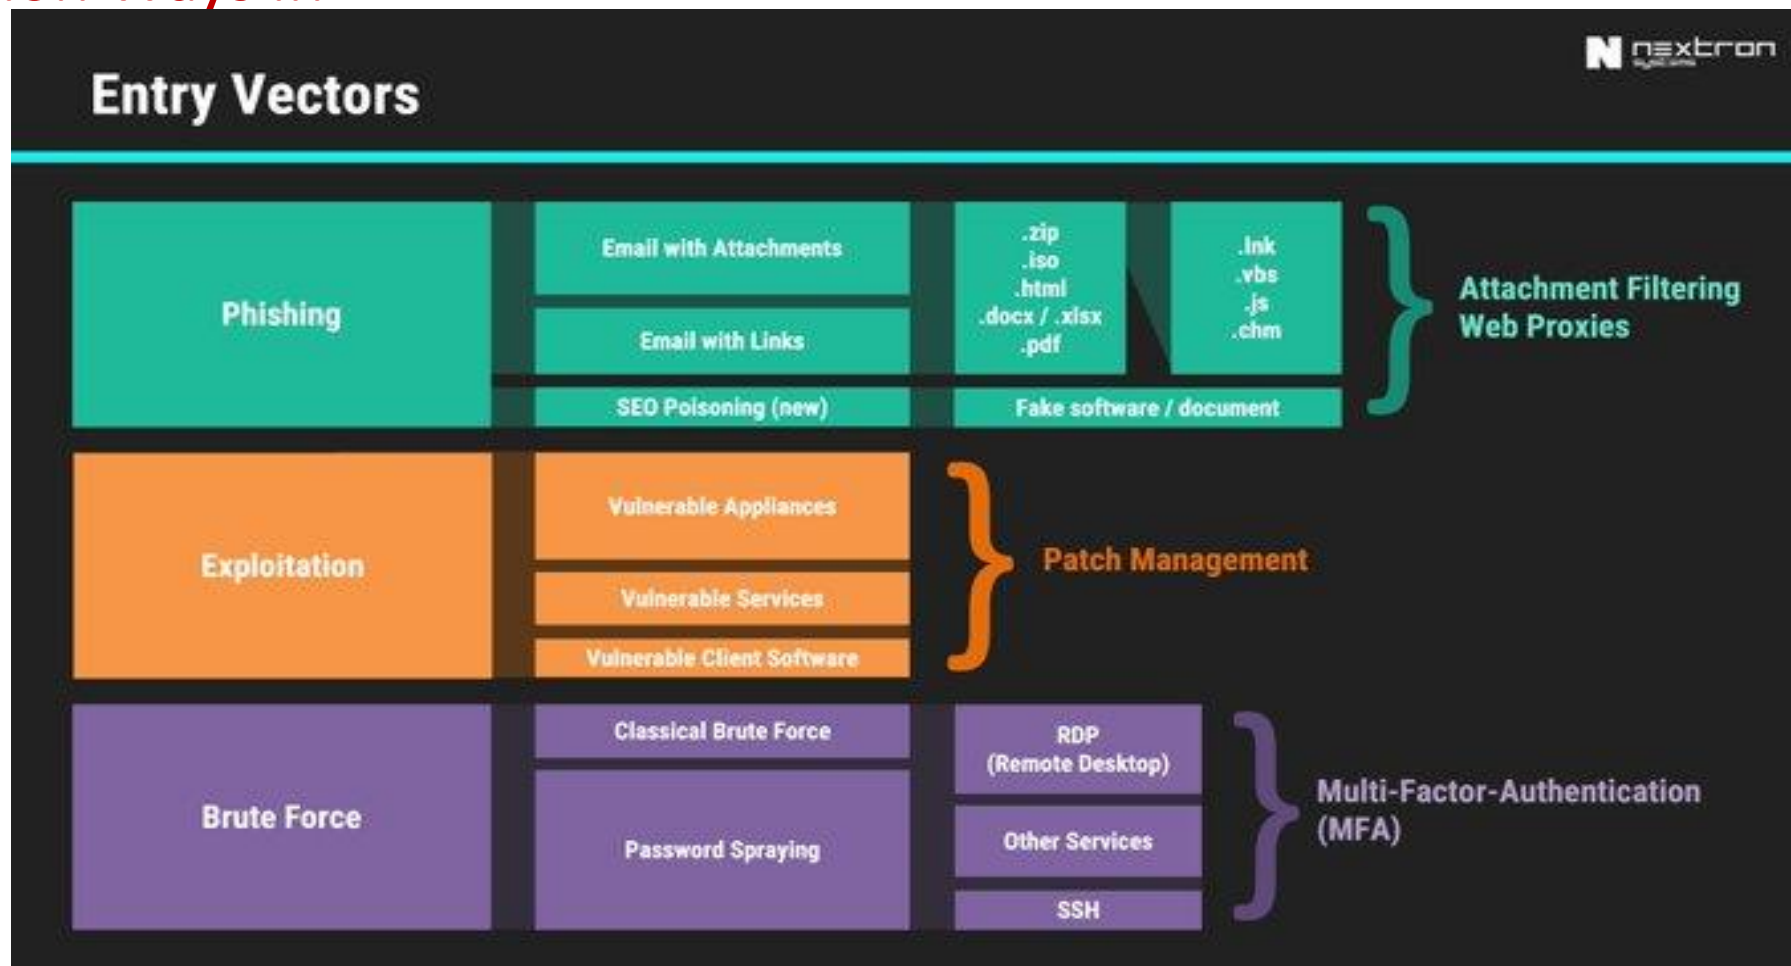 nextron
systems
Entry Vectors
Phishing
Email with Attachments
Email with Links
SEO Poisoning (new)
.zip
.iso
.html
.docx / .xlsx
.pdf
.lnk
.vbs
.js
.chm
Fake software / document
Attachment Filtering
Web Proxies
Exploitation
Vulnerable Appliances
Vulnerable Services
Vulnerable Client Software
Patch Management
Brute Force
Classical Brute Force
Password Spraying
RDP
(Remote Desktop)
Other Services
SSH
Multi-Factor-Authentication
(MFA)